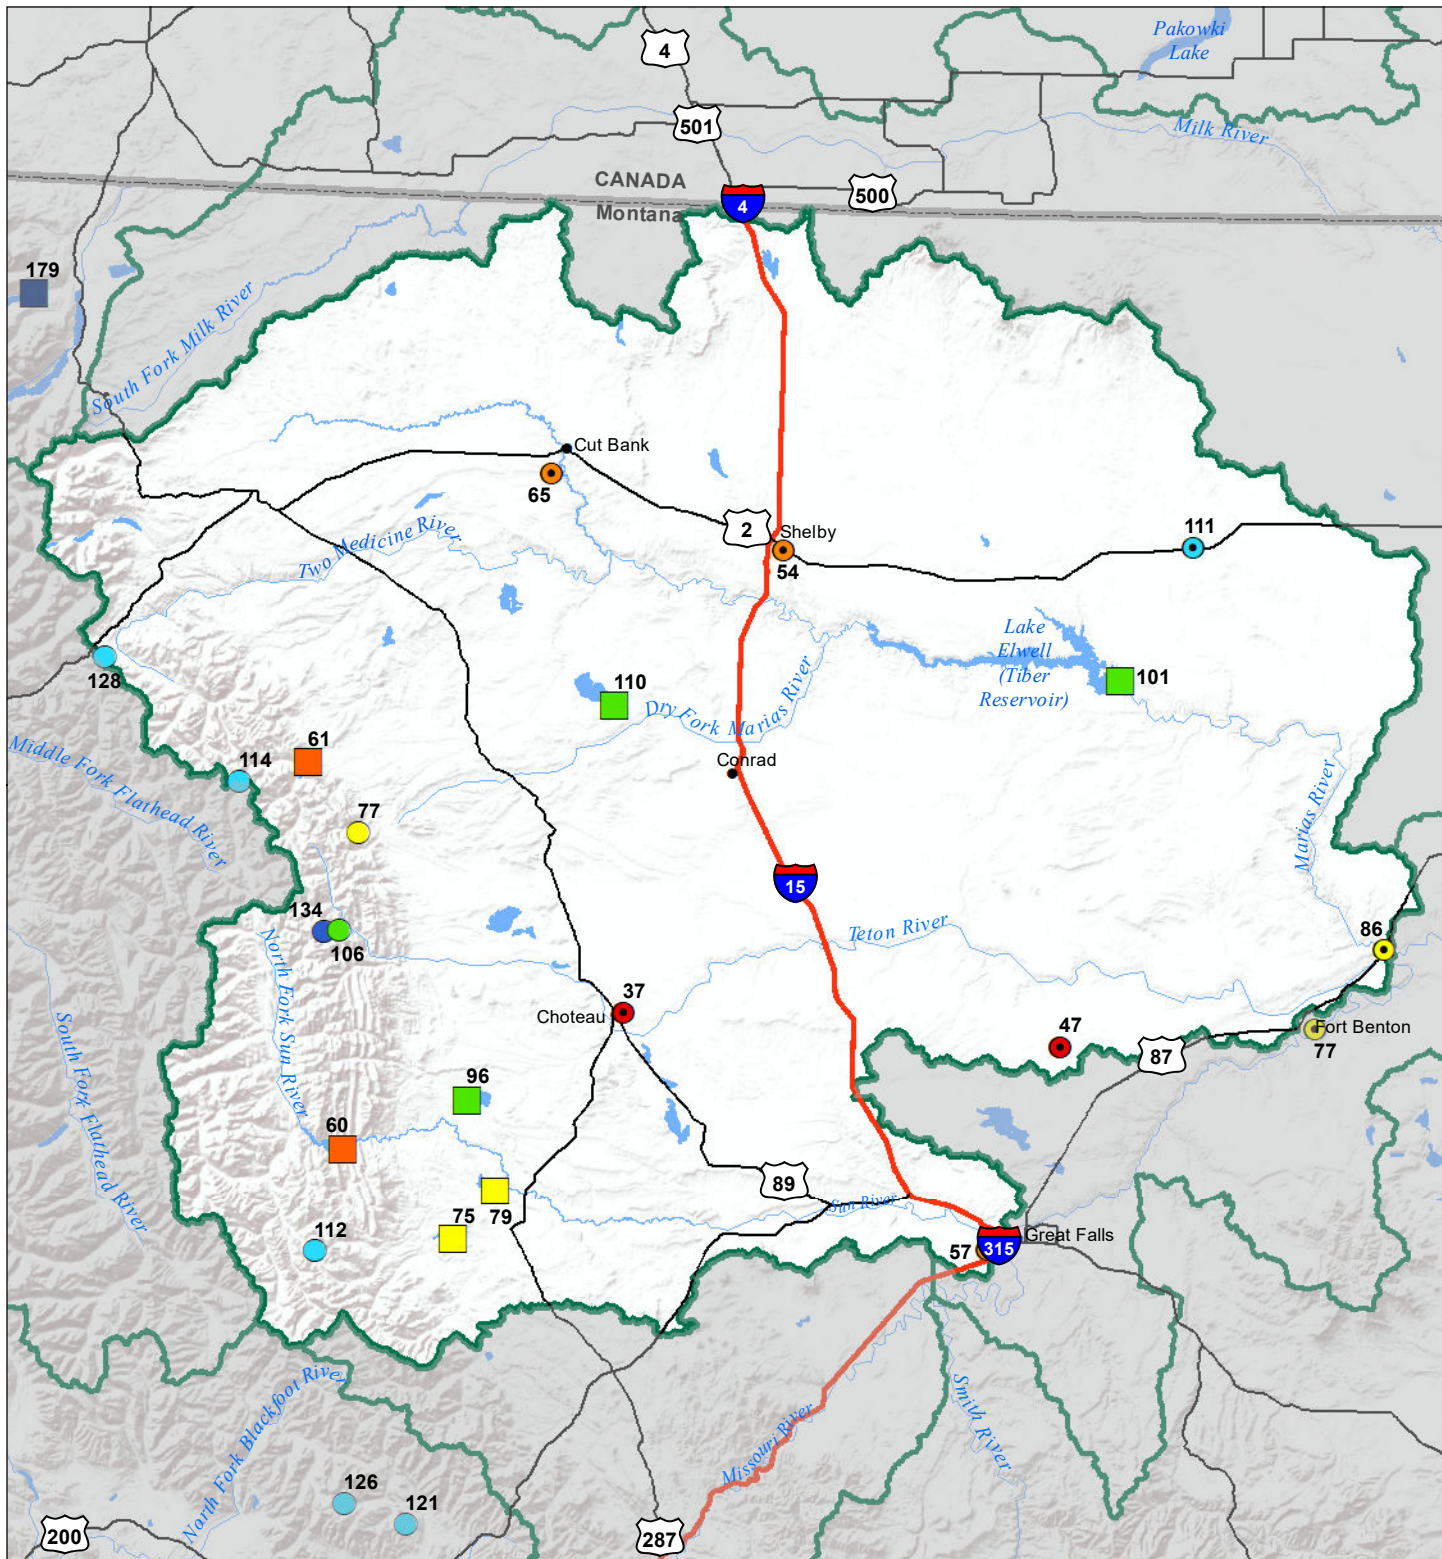 Pakowki
Lake
4
501
Milk River
CANADA
500
4
Montana
179
South Fork Milk River
Cut Bank
65
2
Shelby
111
Two Medicine River
54
Lake
Elwell
(Tiber
Reservoir)
128
110
101
Dry Fork Marias River
61
Middle Fork Flathead River
114
Conrad
77
Marias River
15
134
Teton River
86
106
North Fork Sun River
37
Choteau
47
Fort Benton
87
77
South Fork Flathead River
96
60
89
Sun River
79
75
112
57
315
Great Falls
North Fork Blackfoot River
Smith River
Missouri River
126
121
200
287